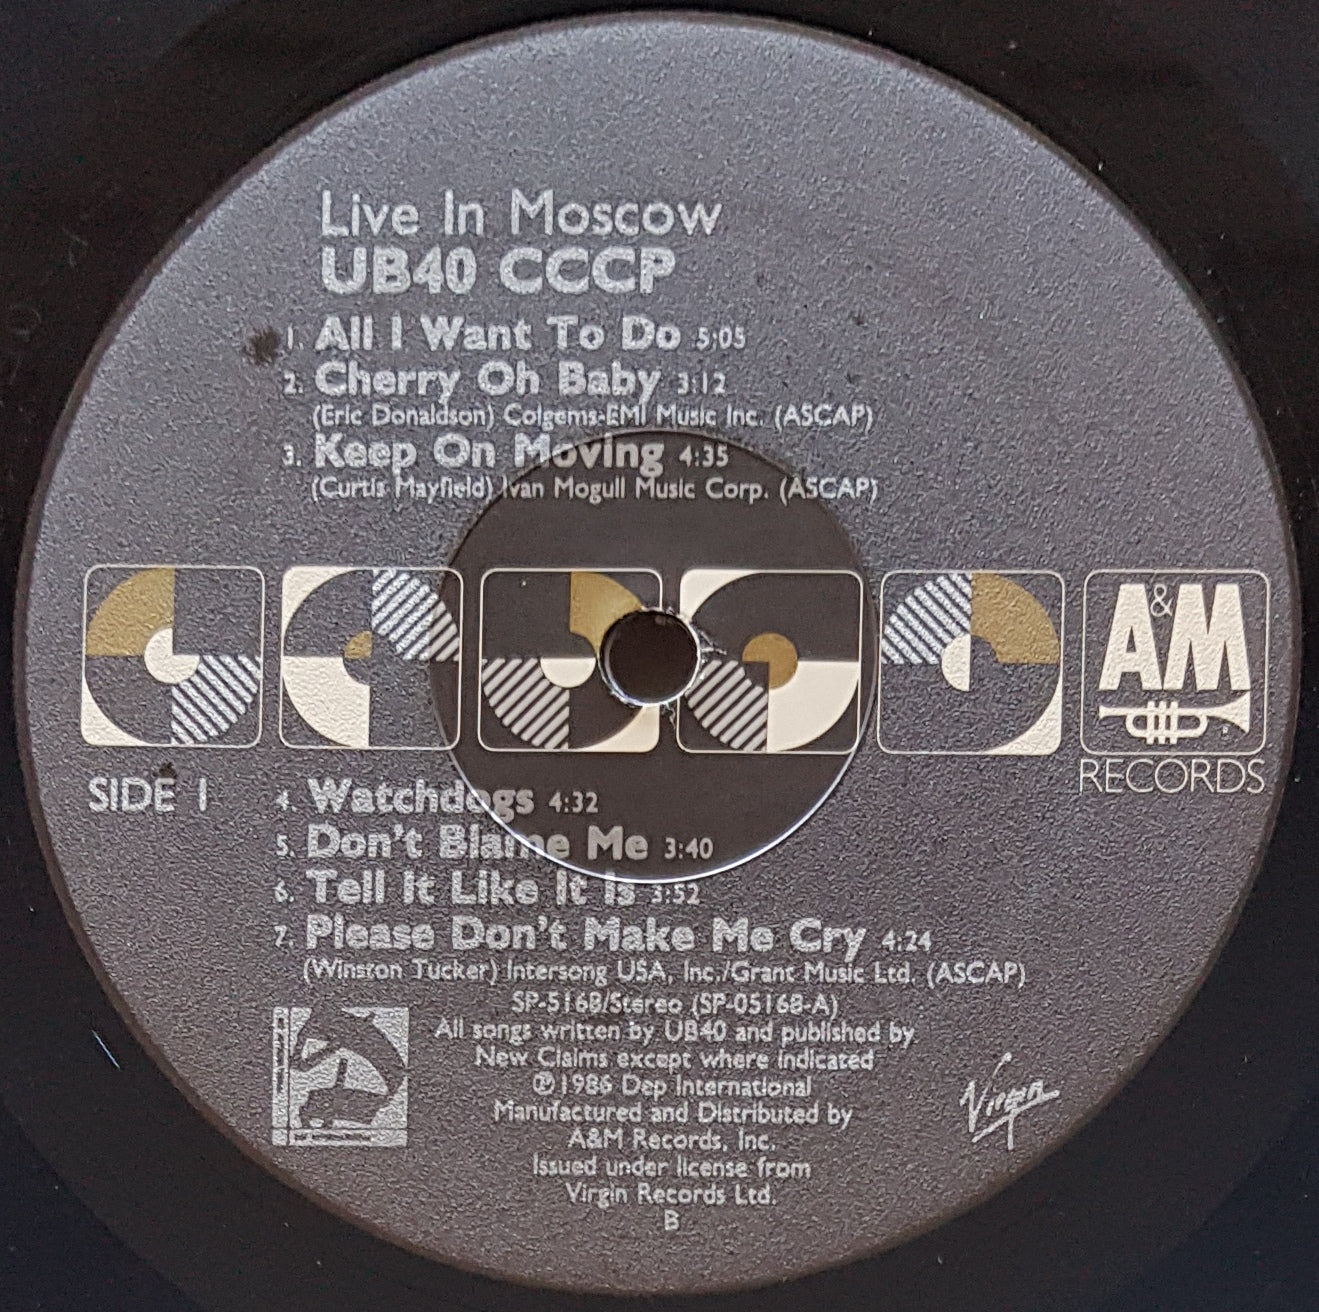 Live In Moscow
UB40 CCCP
1. All I Want To Do 5:05
2. Cherry Oh Baby 3:12
(Eric Donaldson) Colgems-EMI Music Inc. (ASCAP)
3. Keep On Moving 4:35
(Curtis Mayfield) Ivan Mogull Music Corp. (ASCAP)
A&M
RECORDS
SIDE 1
4. Watchdogs 4:32
5. Don't Blame Me 3:40
6. Tell It Like It Is 3:52
7. Please Don't Make Me Cry 4:24
(Winston Tucker) Intersong USA, Inc./Grant Music Ltd. (ASCAP)
SP-5168/Stereo (SP-05168-A)
All songs written by UB40 and published by
New Claims except where indicated
℗1986 Dep International
Manufactured and Distributed by
A&M Records, Inc.
Issued under license from
Virgin Records Ltd.
B
Virgin